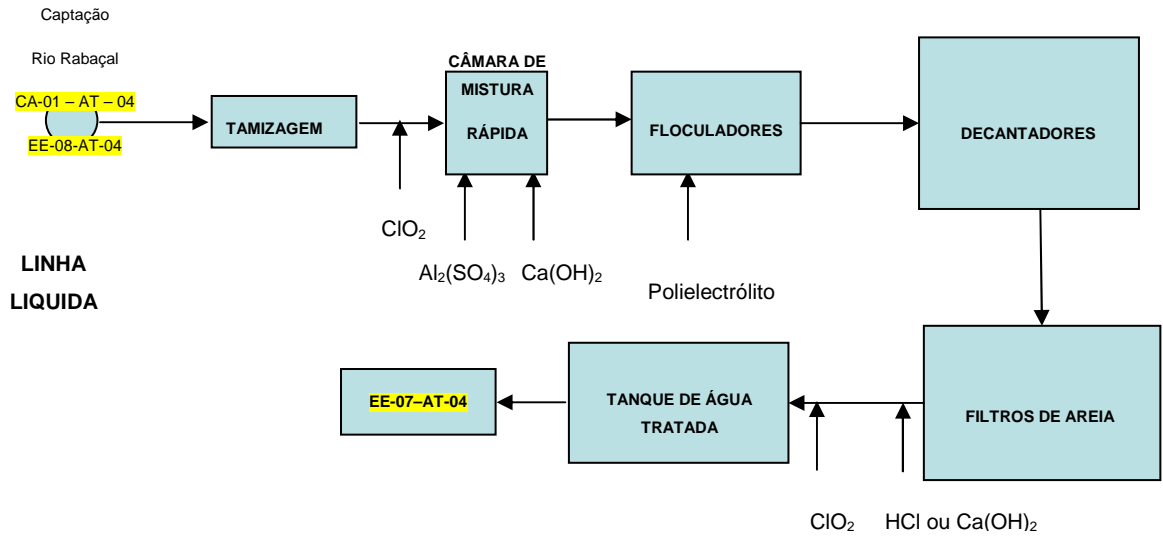 Captação
Rio Rabaçal
CA-01 – AT – 04
EE-08-AT-04
TAMIZAGEM
CÂMARA DE
MISTURA
RÁPIDA
FLOCULADORES
DECANTADORES
ClO₂
Al₂(SO₄)₃
Ca(OH)₂
Polielectrólito
LINHA
LIQUIDA
EE-07–AT-04
TANQUE DE ÁGUA
TRATADA
FILTROS DE AREIA
ClO₂
HCl ou Ca(OH)₂